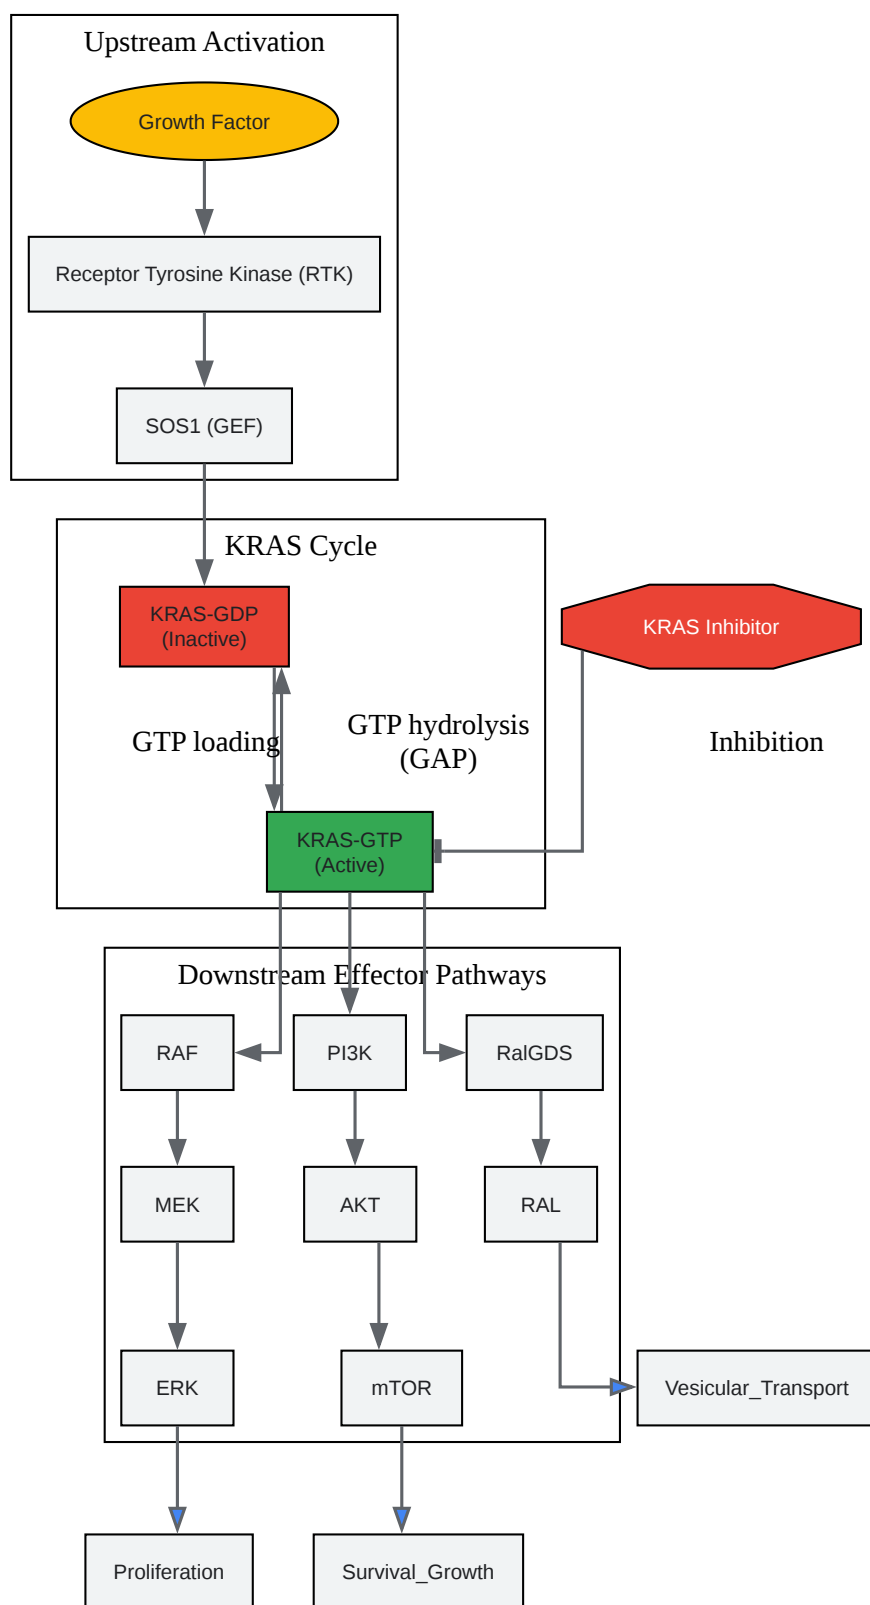 Upstream Activation
Growth Factor
Receptor Tyrosine Kinase (RTK)
SOS1 (GEF)
KRAS Cycle
KRAS-GDP
(Inactive)
KRAS Inhibitor
GTP loading
GTP hydrolysis
(GAP)
Inhibition
KRAS-GTP
(Active)
Downstream Effector Pathways
RAF
PI3K
RalGDS
MEK
AKT
RAL
ERK
mTOR
Vesicular_Transport
Proliferation
Survival_Growth